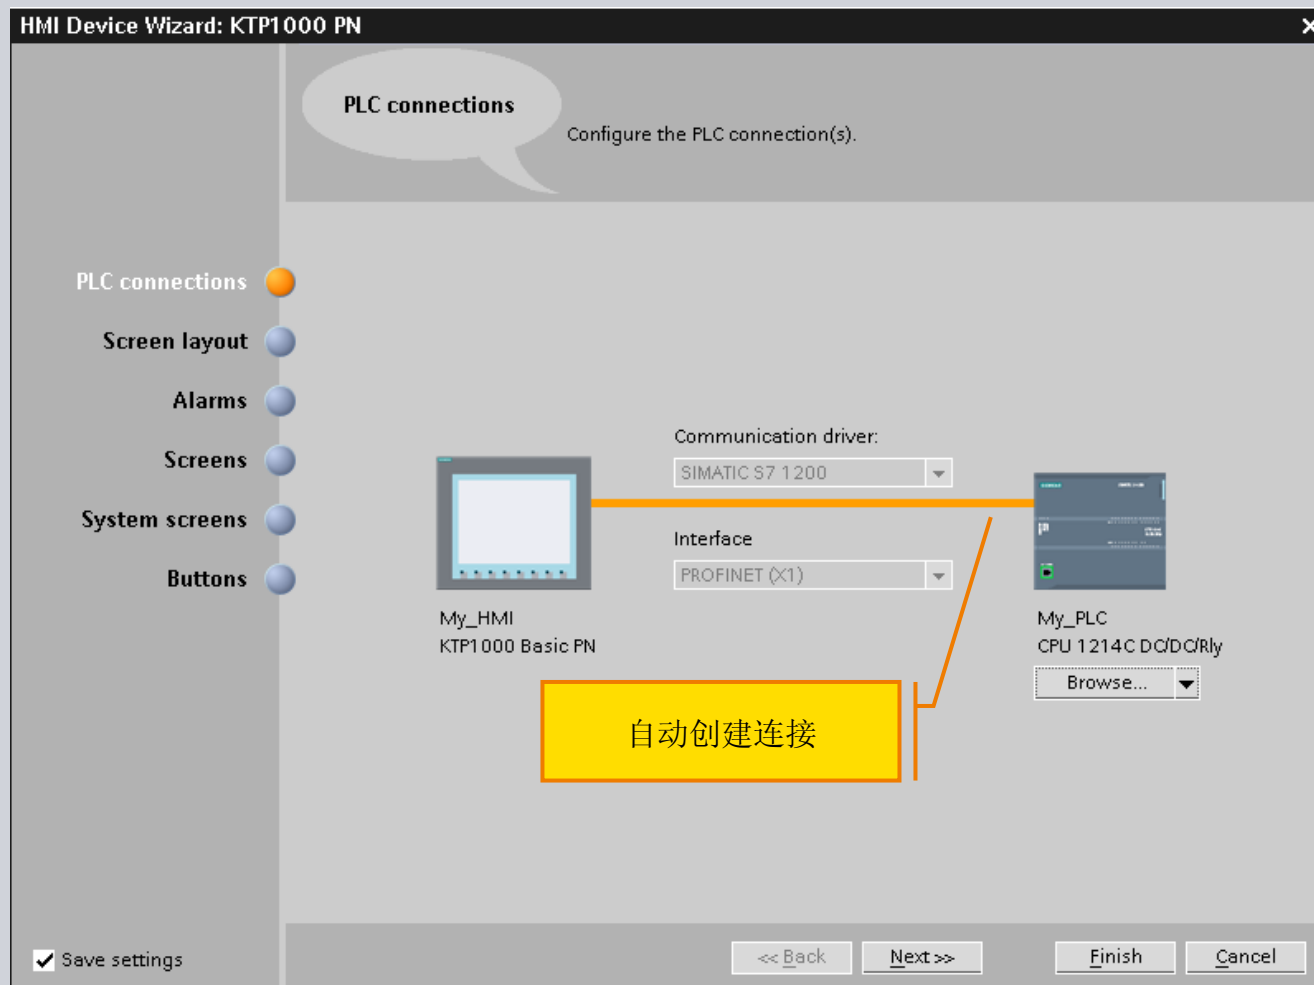 HMI Device Wizard: KTP1000 PN
PLC connections
Configure the PLC connection(s).
PLC connections
Screen layout
Alarms
Screens
System screens
Buttons
Communication driver:
SIMATIC S7 1200
Interface
PROFINET (X1)
My_HMI
KTP1000 Basic PN
My_PLC
CPU 1214C DC/DC/Rly
Browse...
自动创建连接
Save settings
<< Back
Next >>
Finish
Cancel